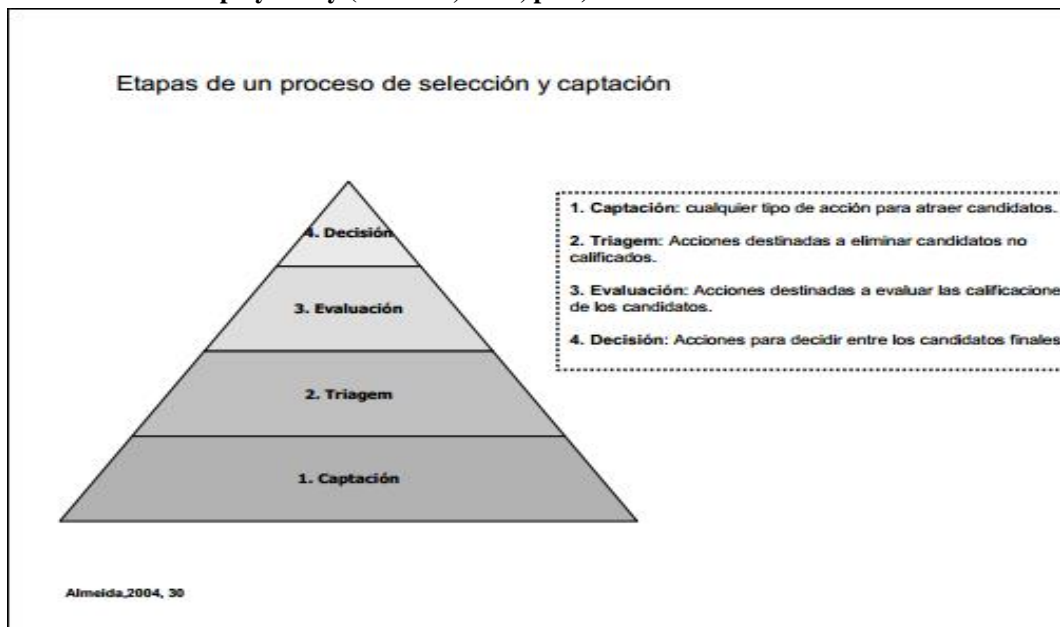 Etapas de un proceso de selección y captación
4. Decisión
3. Evaluación
2. Triagem
1. Captación
1. Captación: cualquier tipo de acción para atraer candidatos.
2. Triagem: Acciones destinadas a eliminar candidatos no
calificados.
3. Evaluación: Acciones destinadas a evaluar las calificacione
de los candidatos.
4. Decisión: Acciones para decidir entre los candidatos finales
Almeida,2004, 30